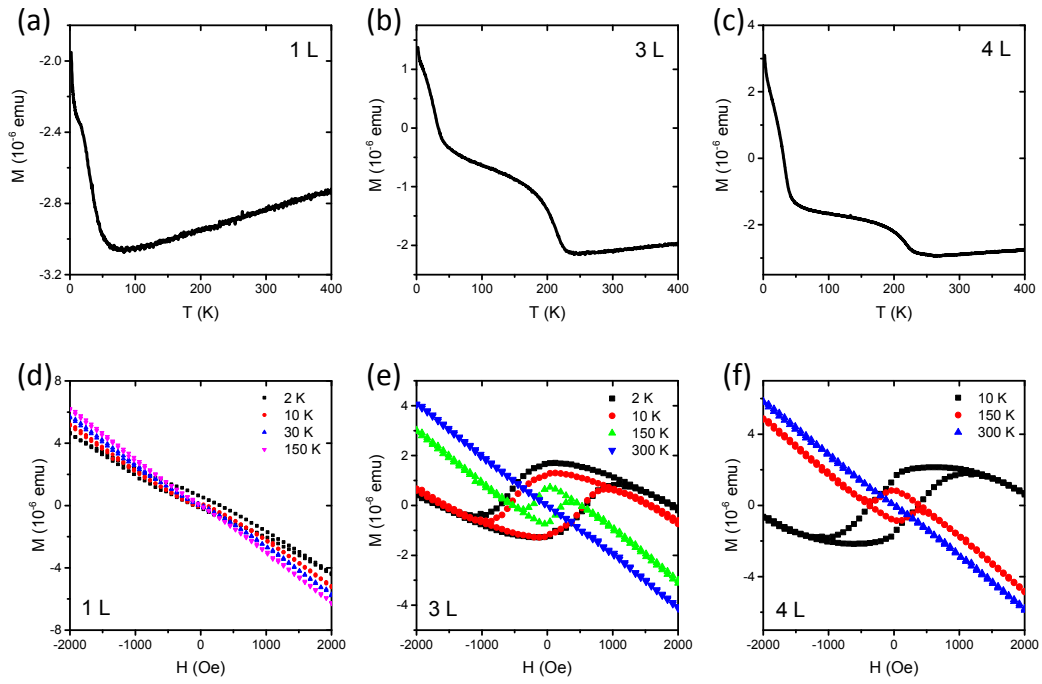 (a)
1 L
-2.0
-2.4
-2.8
-3.2
M (10⁻⁶ emu)
0 100 200 300 400
T (K)
(b)
3 L
1
0
-1
-2
M (10⁻⁶ emu)
0 100 200 300 400
T (K)
(c)
4 L
4
2
0
-2
M (10⁻⁶ emu)
0 100 200 300 400
T (K)
(d)
8
4
0
-4
-8
M (10⁻⁶ emu)
2 K
10 K
30 K
150 K
1 L
-2000 -1000 0 1000 2000
H (Oe)
(e)
4
2
0
-2
-4
M (10⁻⁶ emu)
2 K
10 K
150 K
300 K
3 L
-2000 -1000 0 1000 2000
H (Oe)
(f)
4
0
-4
M (10⁻⁶ emu)
10 K
150 K
300 K
4 L
-2000 -1000 0 1000 2000
H (Oe)